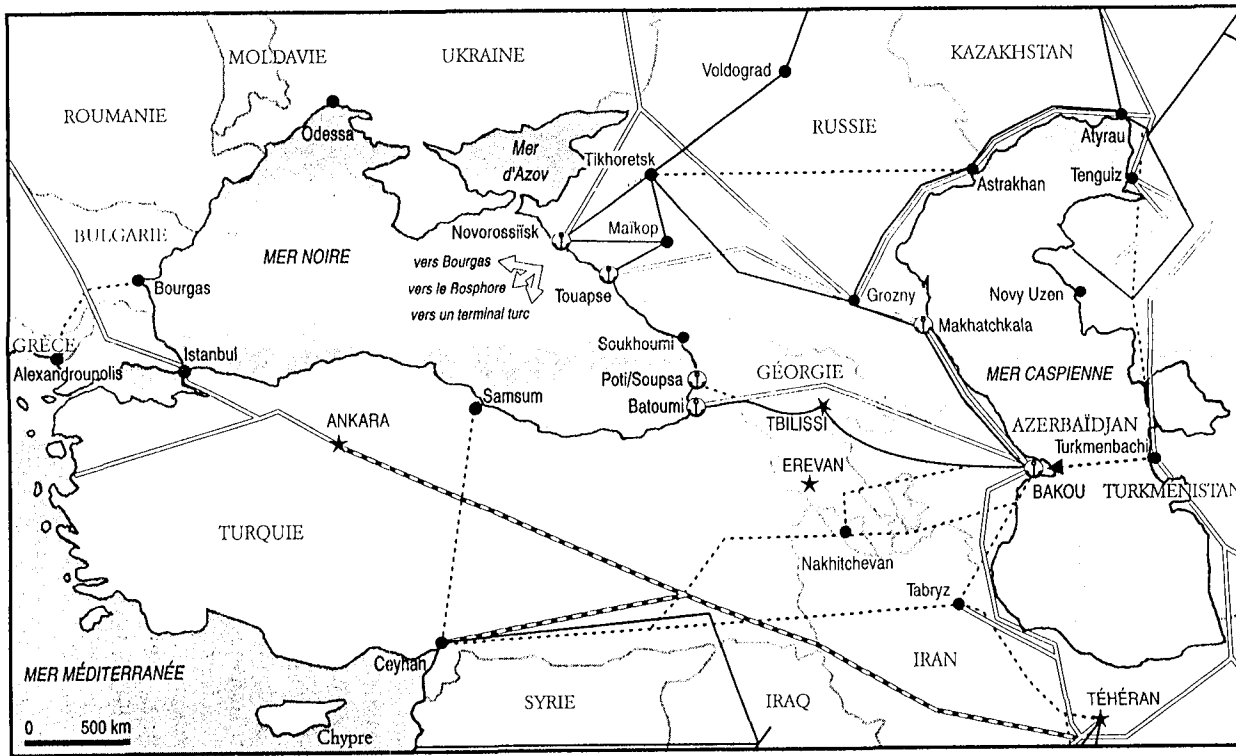 MOLDAVIE
UKRAINE
KAZAKHSTAN
Voldograd
ROUMANIE
RUSSIE
Atyrau
Odessa
Mer
d'Azov
Tikhoretsk
Astrakhan
Tenguiz
BULGARIE
Novorossiïsk
Maïkop
MER NOIRE
vers Bourgas
vers le Bosphore
vers un terminal turc
Bourgas
Touapse
Grozny
Novy Uzen
Makhatchkala
GRÈCE
Alexandroupolis
Istanbul
Soukhoumi
Poti/Soupsa
GÉORGIE
MER CASPIENNE
Samsum
Batoumi
ANKARA
TBILISSI
AZERBAÏDJAN
Turkmenbachi
EREVAN
BAKOU
TURKMÉNISTAN
TURQUIE
Nakhitchevan
Tabryz
Ceyhan
IRAN
MER MÉDITERRANÉE
SYRIE
IRAQ
TÉHÉRAN
0 500 km
Chypre